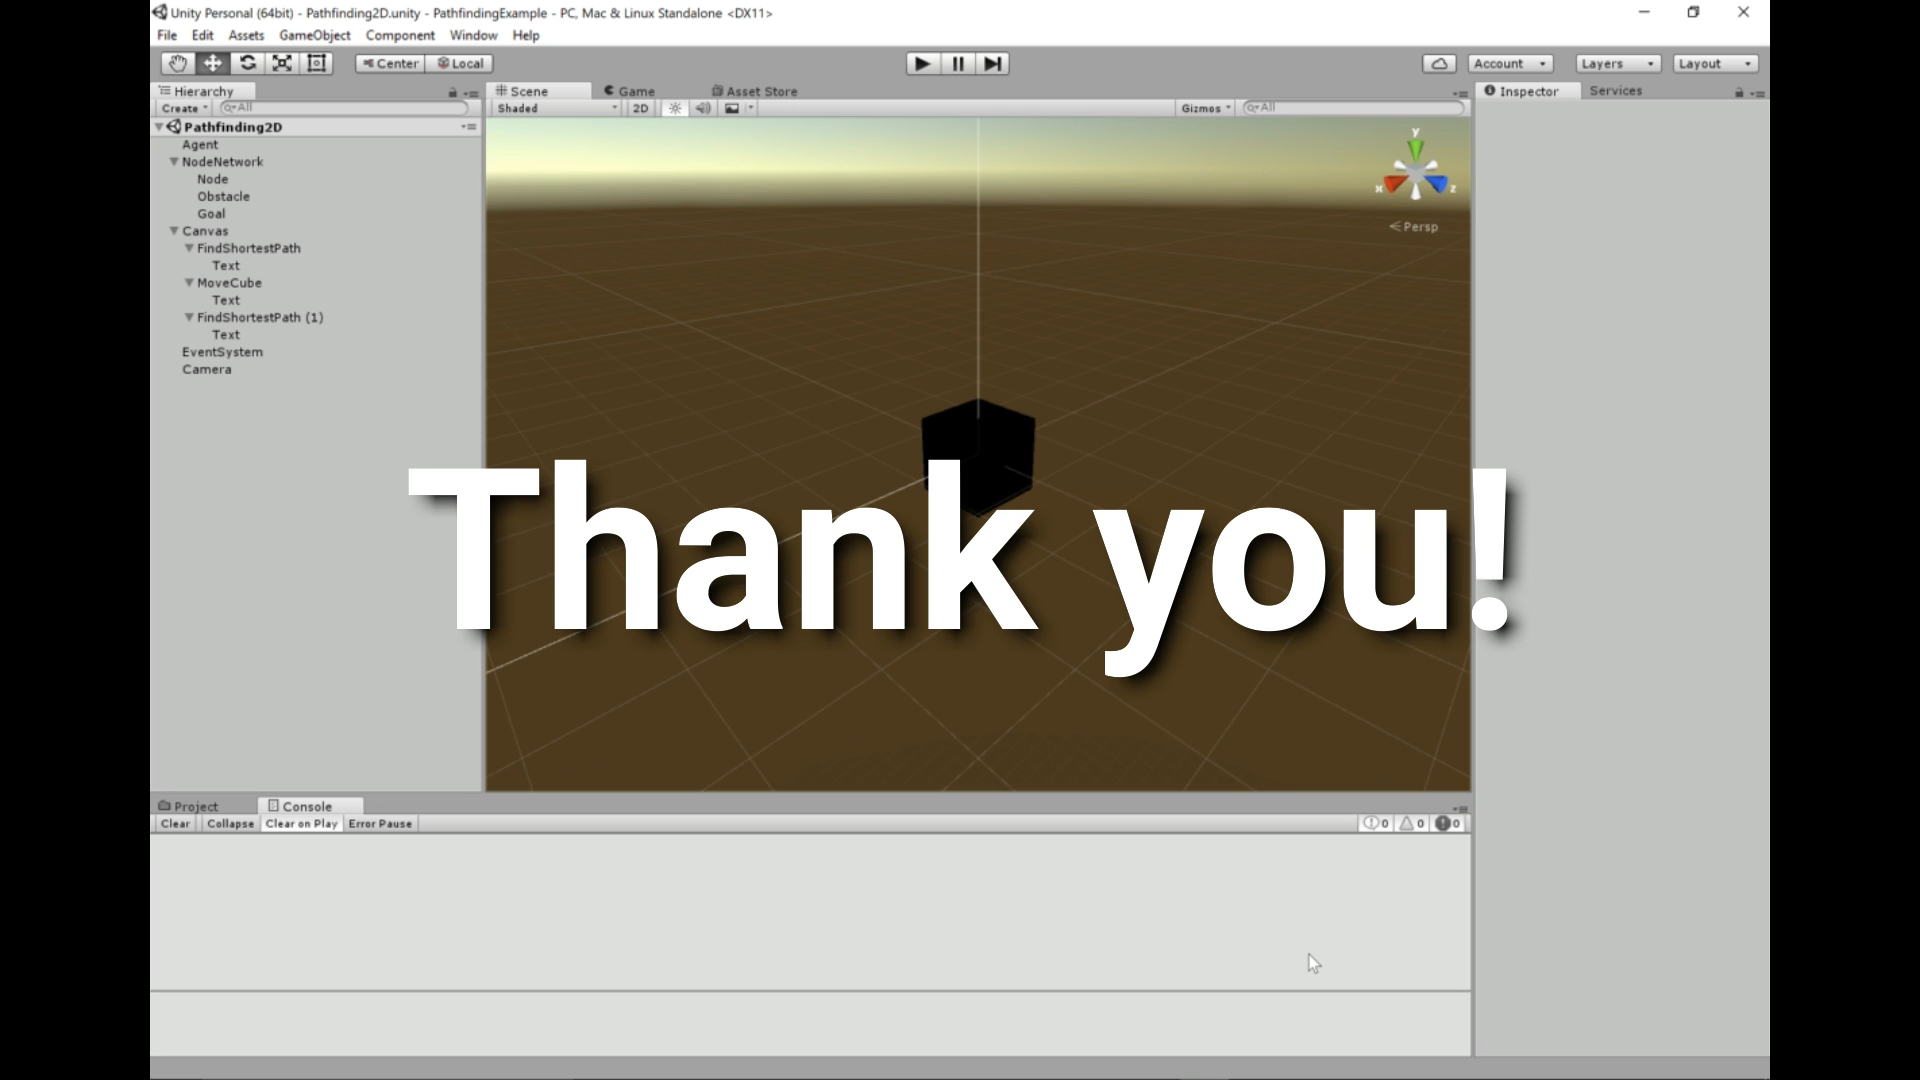 Unity Personal (64bit) - Pathfinding2D.unity - PathfindingExample - PC, Mac & Linux Standalone <DX11>
File Edit Assets GameObject Component Window Help
Center Local Account Layers Layout
Hierarchy Scene Game Asset Store Inspector Services
Create All Shaded 2D Gizmos All
Pathfinding2D
Agent
NodeNetwork
Node
Obstacle
Goal
Canvas
FindShortestPath
Text
MoveCube
Text
FindShortestPath (1)
Text
EventSystem
Camera
y
x z
Persp
Thank you!
Project Console
Clear Collapse Clear on Play Error Pause 0 0 0